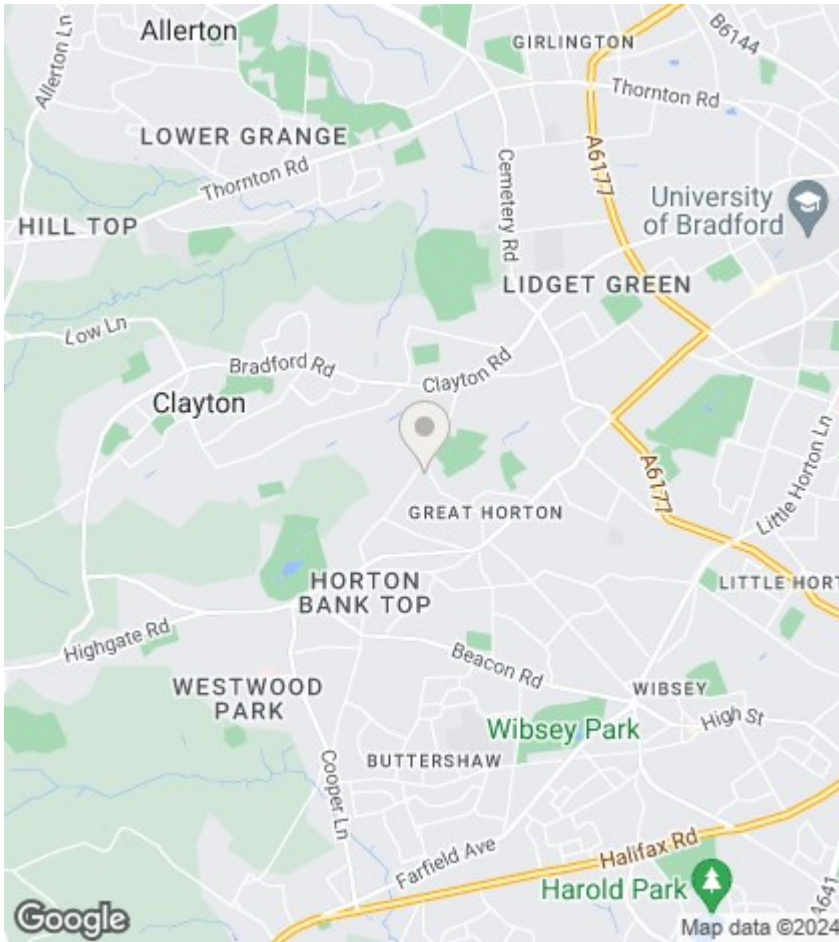 Allerton
GIRLINGTON
B6144
Allerton Ln
Thornton Rd
LOWER GRANGE
A6177
Thornton Rd
Cemetery Rd
University
of Bradford
HILL TOP
LIDGET GREEN
Low Ln
Bradford Rd
Clayton Rd
Clayton
Little Horton Ln
A6177
GREAT HORTON
HORTON
BANK TOP
LITTLE HORT
Highgate Rd
Beacon Rd
WESTWOOD
PARK
WIBSEY
High St
Wibsey Park
BUTTERSHAW
Cooper Ln
Farfield Ave
Halifax Rd
Harold Park
A641
Google
Map data ©2024